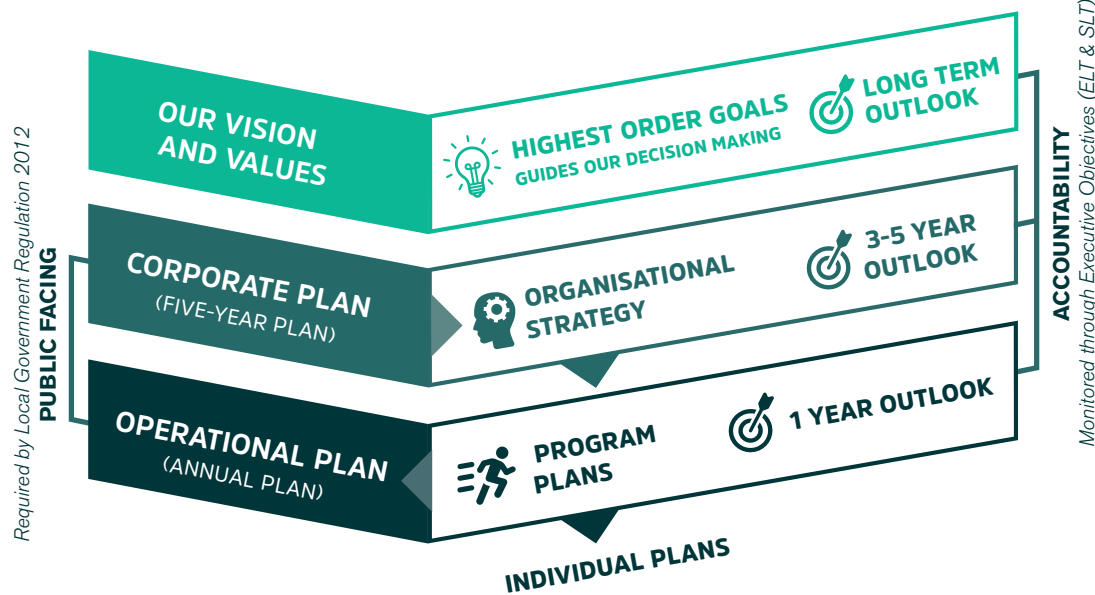 OUR VISION
AND VALUES
HIGHEST ORDER GOALS
GUIDES OUR DECISION MAKING
LONG TERM
OUTLOOK
CORPORATE PLAN
(FIVE-YEAR PLAN)
ORGANISATIONAL
STRATEGY
3-5 YEAR
OUTLOOK
OPERATIONAL PLAN
(ANNUAL PLAN)
PROGRAM
PLANS
1 YEAR OUTLOOK
INDIVIDUAL PLANS
Required by Local Government Regulation 2012
PUBLIC FACING
ACCOUNTABILITY
Monitored through Executive Objectives (ELT & SLT)